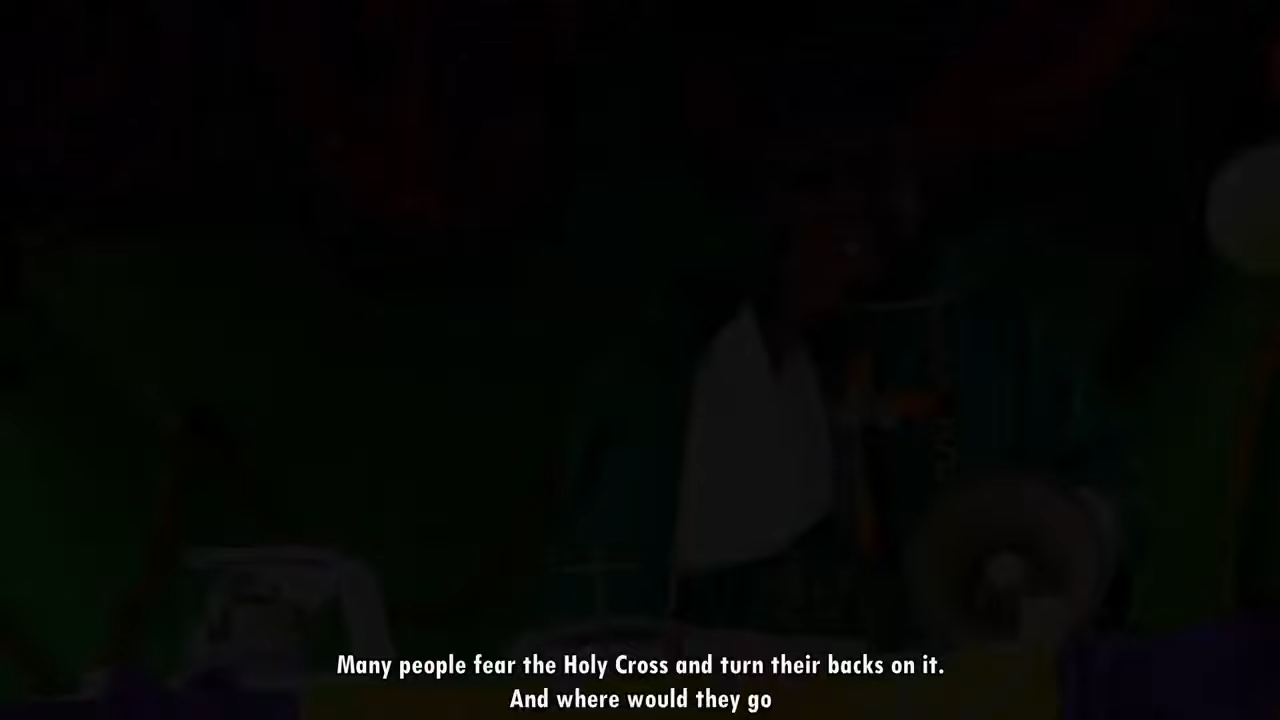 Many people fear the Holy Cross and turn their backs on it.
And where would they go